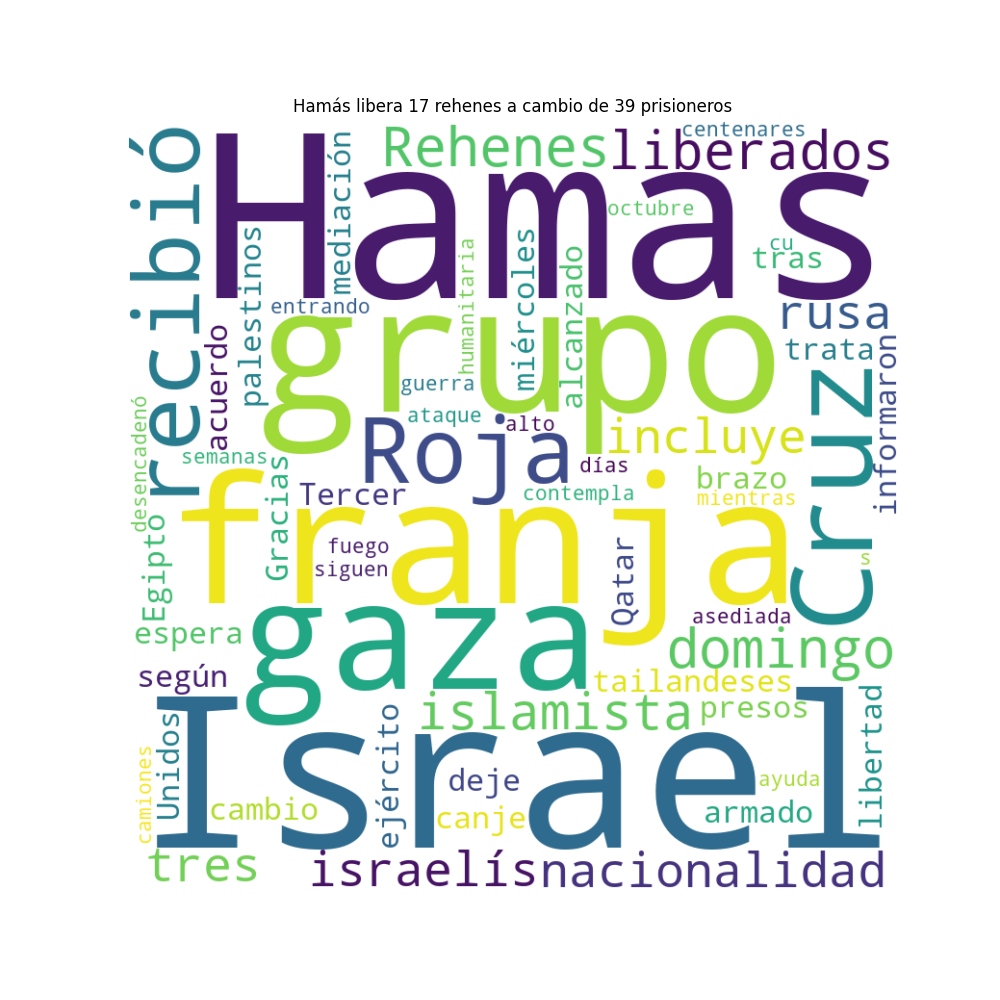 Hamás libera 17 rehenes a cambio de 39 prisioneros
centenares
Rehenes
liberados
recibió
Hamas
mediación
octubre
cu
tras
palestinos
humanitaria
miércoles
alcanzado
entrando
rusa
grupo
trata
acuerdo
informaron
guerra
Cruz
desencadenó
ataque
alto
Roja
incluye
semanas
días
brazo
Gracias
Tercer
contempla
mientras
franja
Egipto
fuego
siguen
Qatar
s
gaza
asediada
espera
domingo
según
tailandeses
islamista
presos
libertad
Unidos
ejército
Israel
camiones
deje
ayuda
cambio
canje
armado
tres
israelís
nacionalidad